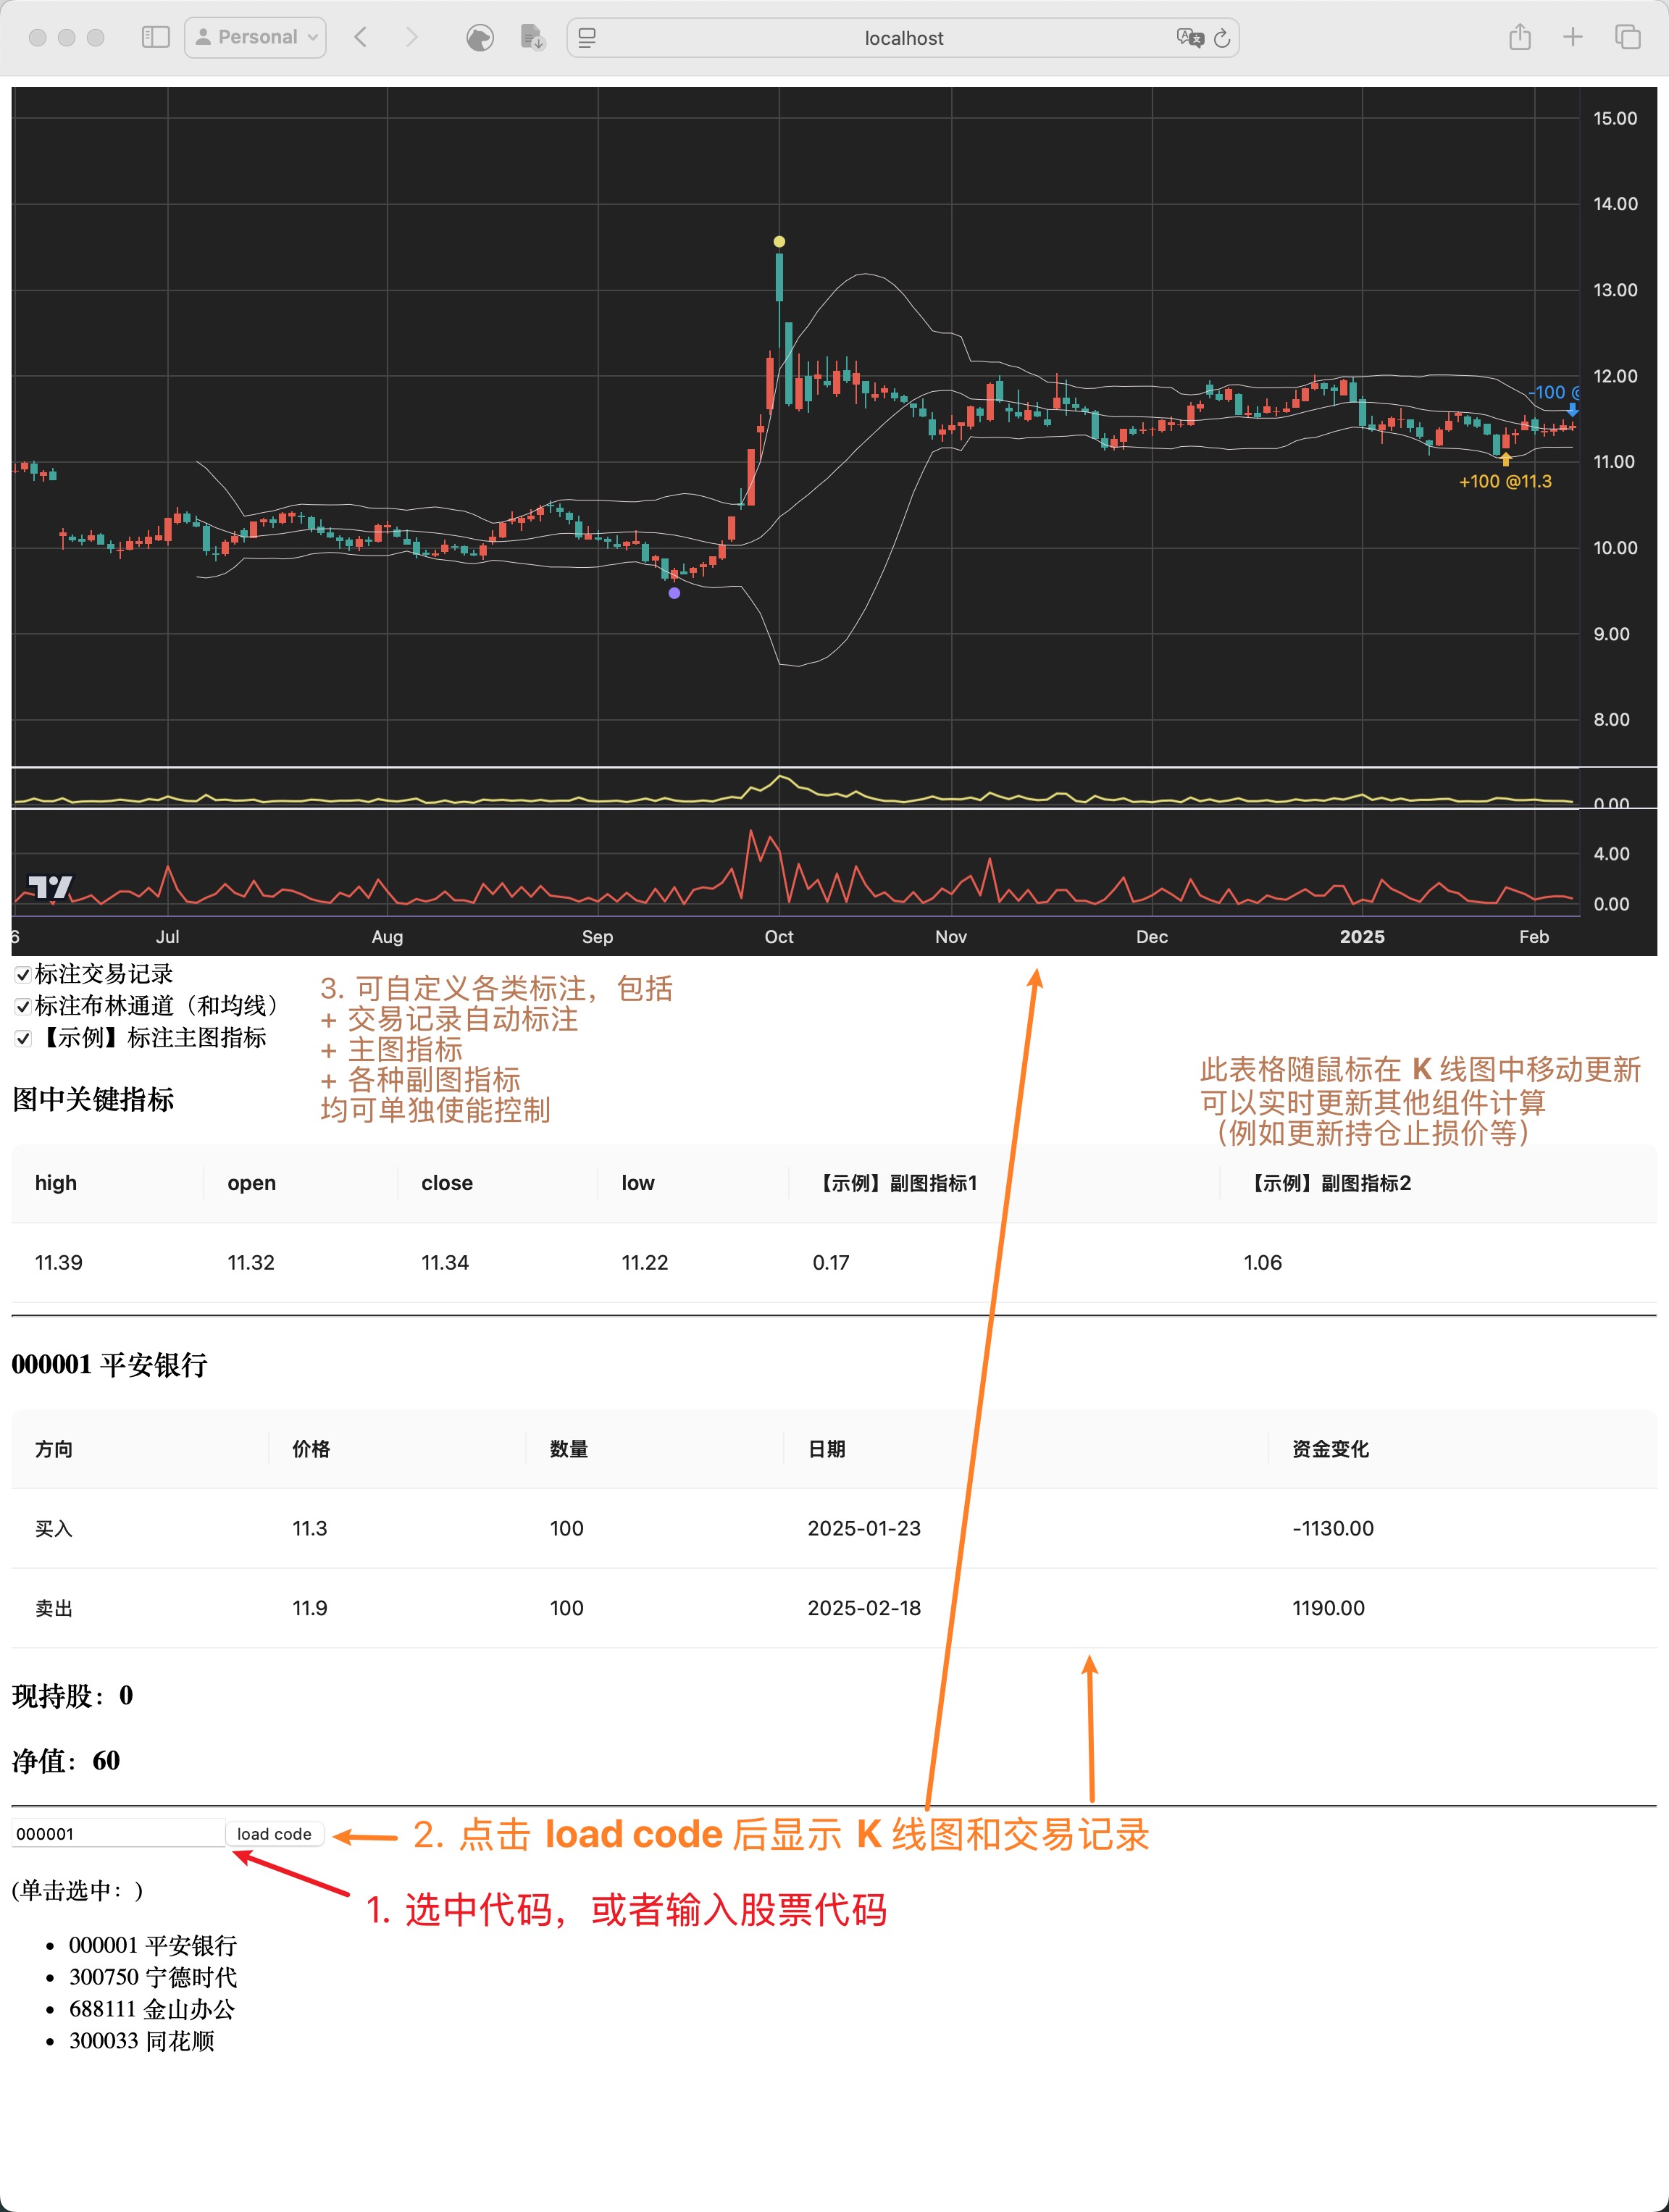 Personal
localhost
15.00
14.00
13.00
12.00
-100 @
11.00
+100 @11.3
10.00
9.00
8.00
0.00
4.00
0.00
6 Jul Aug Sep Oct Nov Dec 2025 Feb
标注交易记录
标注布林通道（和均线）
【示例】标注主图指标
3. 可自定义各类标注，包括
+ 交易记录自动标注
+ 主图指标
+ 各种副图指标
均可单独使能控制
此表格随鼠标在 K 线图中移动更新
可以实时更新其他组件计算
（例如更新持仓止损价等）
图中关键指标
high open close low 【示例】副图指标1 【示例】副图指标2
11.39 11.32 11.34 11.22 0.17 1.06
000001 平安银行
方向 价格 数量 日期 资金变化
买入 11.3 100 2025-01-23 -1130.00
卖出 11.9 100 2025-02-18 1190.00
现持股：0
净值：60
000001 load code
2. 点击 load code 后显示 K 线图和交易记录
(单击选中：)
1. 选中代码，或者输入股票代码
• 000001 平安银行
• 300750 宁德时代
• 688111 金山办公
• 300033 同花顺